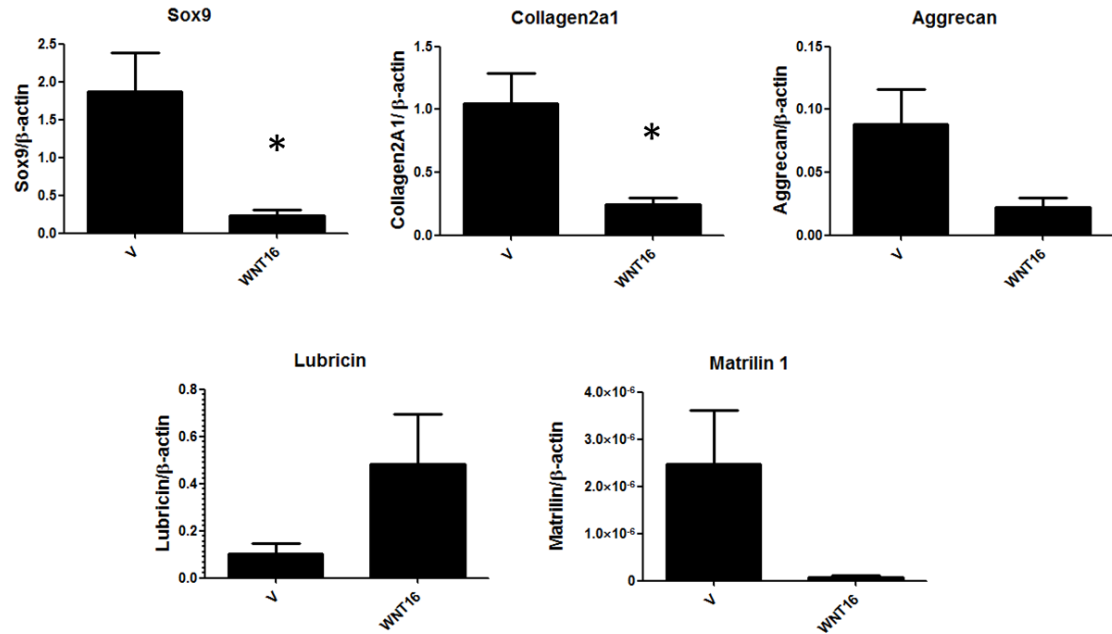 Sox9
Sox9/β-actin
2.5
2.0
1.5
1.0
0.5
0.0
*
V
WNT16
Collagen2a1
Collagen2A1/ β-actin
1.5
1.0
0.5
0.0
*
V
WNT16
Aggrecan
Aggrecan/β-actin
0.15
0.10
0.05
0.00
V
WNT16
Lubricin
Lubricin/β-actin
0.8
0.6
0.4
0.2
0.0
V
WNT16
Matrilin 1
Matrilin/β-actin
4.0×10⁻⁶
3.0×10⁻⁶
2.0×10⁻⁶
1.0×10⁻⁶
0
V
WNT16